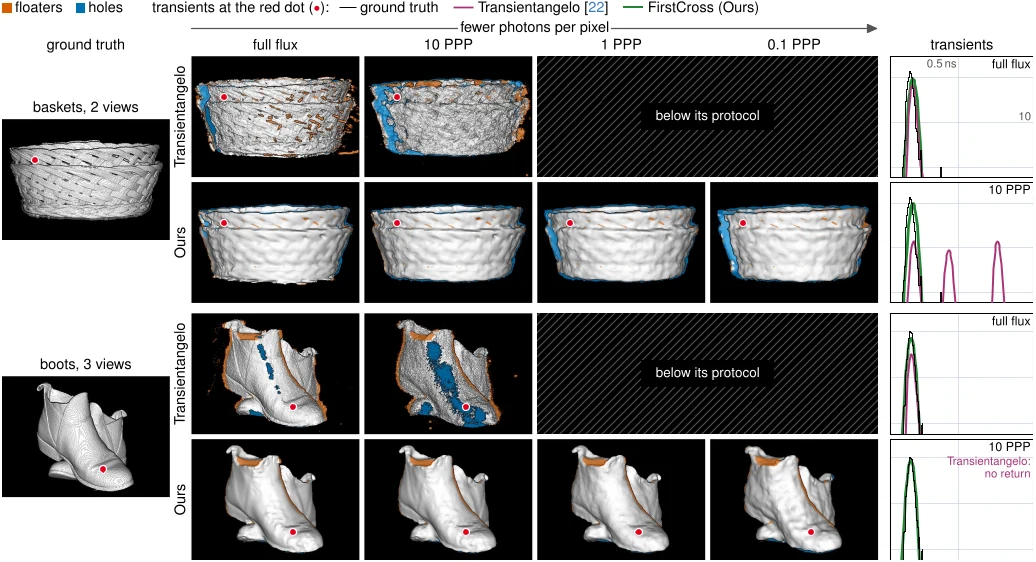 floaters holes transients at the red dot ( ): ground truth Transientangelo [22] FirstCross (Ours)
fewer photons per pixel
ground truth full flux 10 PPP 1 PPP 0.1 PPP transients
baskets, 2 views
Transientangelo
below its protocol
0.5 ns
full flux
10
Ours
10 PPP
boots, 3 views
Transientangelo
below its protocol
full flux
Ours
10 PPP
Transientangelo:
no return